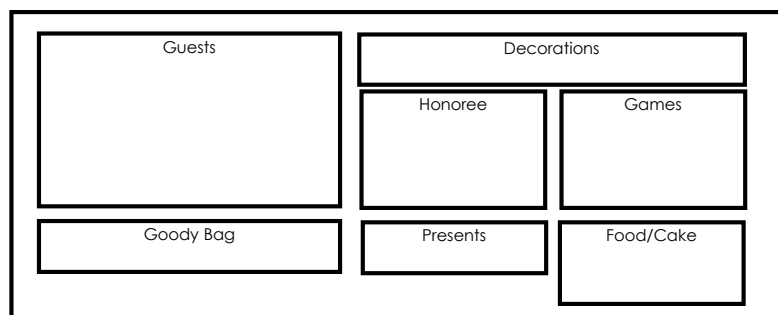 Guests
Decorations
Honoree
Games
Goody Bag
Presents
Food/Cake